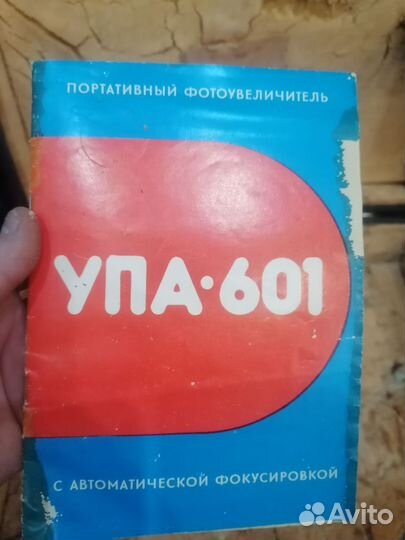 ПОРТАТИВНЫЙ ФОТОУВЕЛИЧИТЕЛЬ
УПА·601
С АВТОМАТИЧЕСКОЙ ФОКУСИРОВКОЙ
Avito